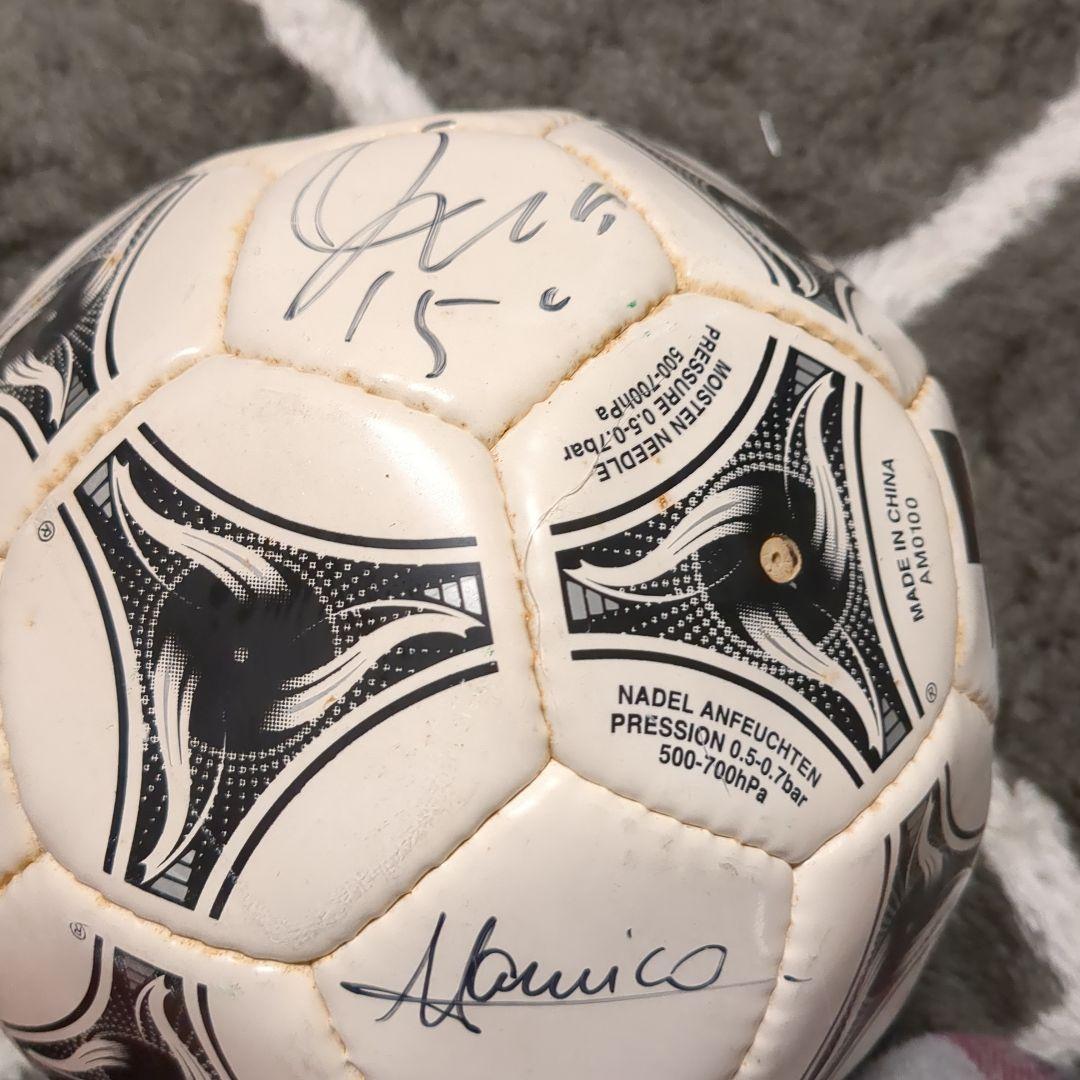 15
MOISTEN NEEDLE
PRESSURE 0.5-0.7bar
500-700hPa
MADE IN CHINA
AM0100
®
®
NADEL ANFEUCHTEN
PRESSION 0.5-0.7bar
500-700hPa
®